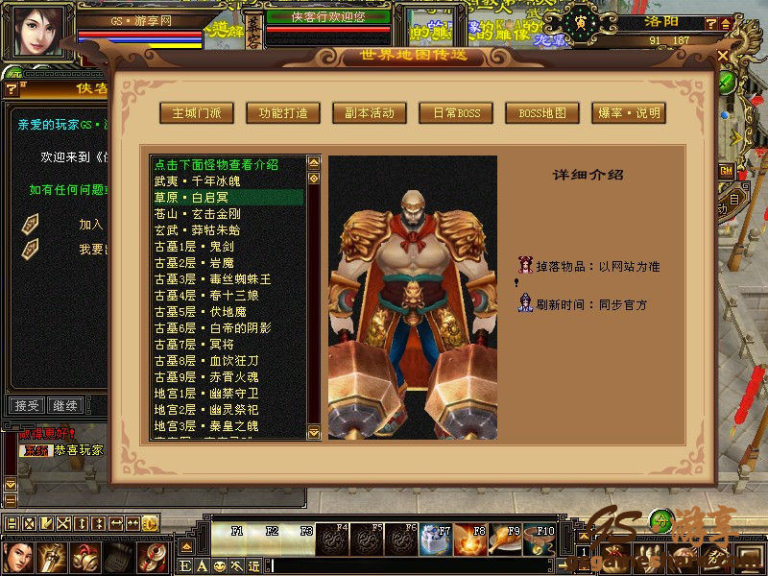 GS·游享网
侠客行欢迎您
洛阳
91 187
世界地图传送
主城门派
功能打造
副本活动
日常BOSS
BOSS地图
爆率·说明
亲爱的玩家GS·
欢迎来到《
如有任何问题
加入
我要
接受
继续
点击下面怪物查看介绍
武夷·千年冰魄
草原·白启冥
苍山·玄击金刚
玄武·莽牯朱蛤
古墓1层·鬼剑
古墓2层·岩魔
古墓3层·毒丝蜘蛛王
古墓4层·春十三娘
古墓5层·伏地魔
古墓6层·白帝的阴影
古墓7层·冥将
古墓8层·血饮狂刀
古墓9层·赤霄火魂
地宫1层·幽禁守卫
地宫2层·幽灵祭祀
地宫3层·秦皇之魄
详细介绍
掉落物品：以网站为准
刷新时间：同步官方
恭喜玩家
F1 F2 F3 F4 F5 F6 F7 F8 F9 F10
近
GS·游享